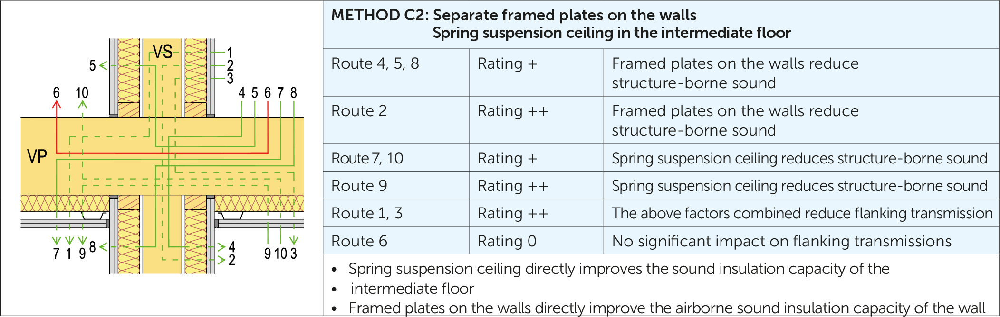 VS
1
2
3
5
6 10
4 5 6 7 8
VP
7 1 9 8
4
2
9 10 3
METHOD C2: Separate framed plates on the walls
Spring suspension ceiling in the intermediate floor
Route 4, 5, 8 Rating + Framed plates on the walls reduce
structure-borne sound
Route 2 Rating ++ Framed plates on the walls reduce
structure-borne sound
Route 7, 10 Rating + Spring suspension ceiling reduces structure-borne sound
Route 9 Rating ++ Spring suspension ceiling reduces structure-borne sound
Route 1, 3 Rating ++ The above factors combined reduce flanking transmission
Route 6 Rating 0 No significant impact on flanking transmissions
• Spring suspension ceiling directly improves the sound insulation capacity of the
• intermediate floor
• Framed plates on the walls directly improve the airborne sound insulation capacity of the wall